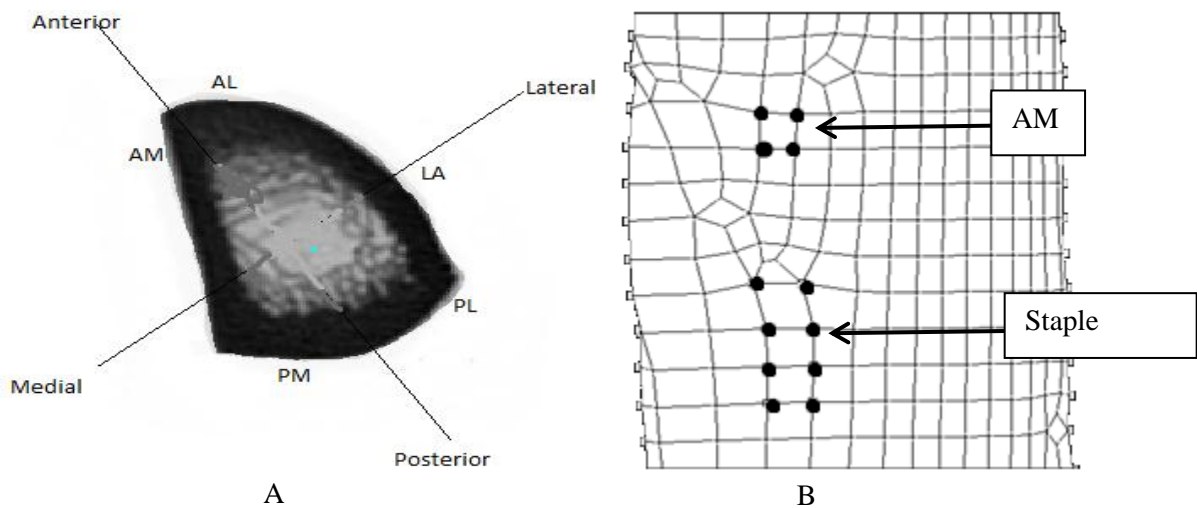 Anterior
AL
Lateral
AM
LA
PL
PM
Medial
Posterior
A
AM
Staple
B